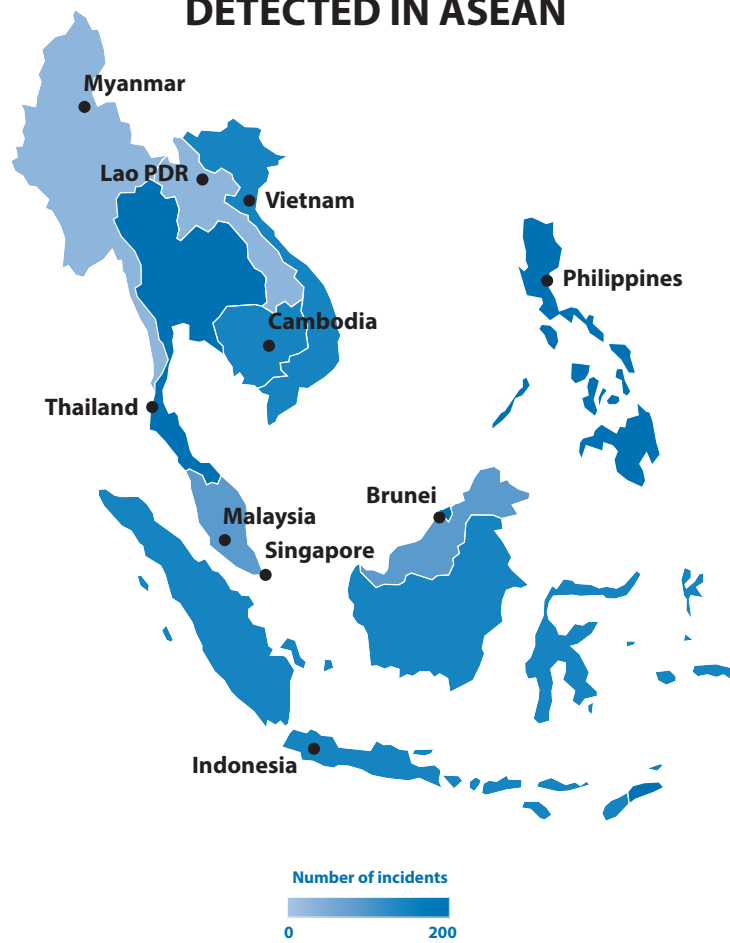 DETECTED IN ASEAN
Myanmar
Lao PDR
Vietnam
Philippines
Cambodia
Thailand
Brunei
Malaysia
Singapore
Indonesia
Number of incidents
0 200